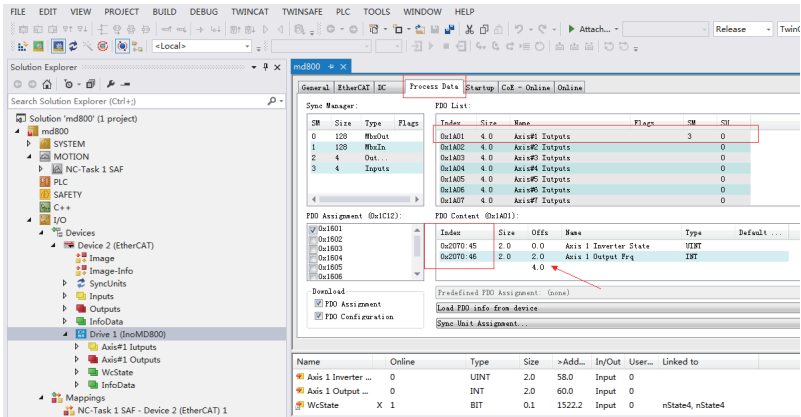 FILE EDIT VIEW PROJECT BUILD DEBUG TWINCAT TWINSAFE PLC TOOLS WINDOW HELP
Attach... Release TwinC
<Local>
Solution Explorer
Search Solution Explorer (Ctrl+;)
Solution 'md800' (1 project)
md800
SYSTEM
MOTION
NC-Task 1 SAF
PLC
SAFETY
C++
I/O
Devices
Device 2 (EtherCAT)
Image
Image-Info
SyncUnits
Inputs
Outputs
InfoData
Drive 1 (InoMD800)
Axis#1 Iutputs
Axis#1 Outputs
WcState
InfoData
Mappings
NC-Task 1 SAF - Device 2 (EtherCAT) 1
md800
General EtherCAT DC Process Data Startup CoE - Online Online
Sync Manager:
SM Size Type Flags
0 128 MbxOut
1 128 MbxIn
2 4 Out...
3 4 Inputs
PDO List:
Index Size Name Flags SM SU
0x1A01 4.0 Axis#1 Iutputs 3 0
0x1A02 4.0 Axis#2 Iutputs 0
0x1A03 4.0 Axis#3 Iutputs 0
0x1A04 4.0 Axis#4 Iutputs 0
0x1A05 4.0 Axis#5 Iutputs 0
0x1A06 4.0 Axis#6 Iutputs 0
0x1A07 4.0 Axis#7 Iutputs 0
PDO Assignment (0x1C12):
0x1601
0x1602
0x1603
0x1604
0x1605
0x1606
PDO Content (0x1A01):
Index Size Offs Name Type Default ...
0x2070:45 2.0 0.0 Axis 1 Inverter State UINT
0x2070:46 2.0 2.0 Axis 1 Output Frq INT
4.0
Download
PDO Assignment
PDO Configuration
Predefined PDO Assignment: (none)
Load PDO info from device
Sync Unit Assignment...
Name Online Type Size >Add... In/Out User... Linked to
Axis 1 Inverter ... 0 UINT 2.0 58.0 Input 0
Axis 1 Output ... 0 INT 2.0 60.0 Input 0
WcState X 1 BIT 0.1 1522.2 Input 0 nState4, nState4